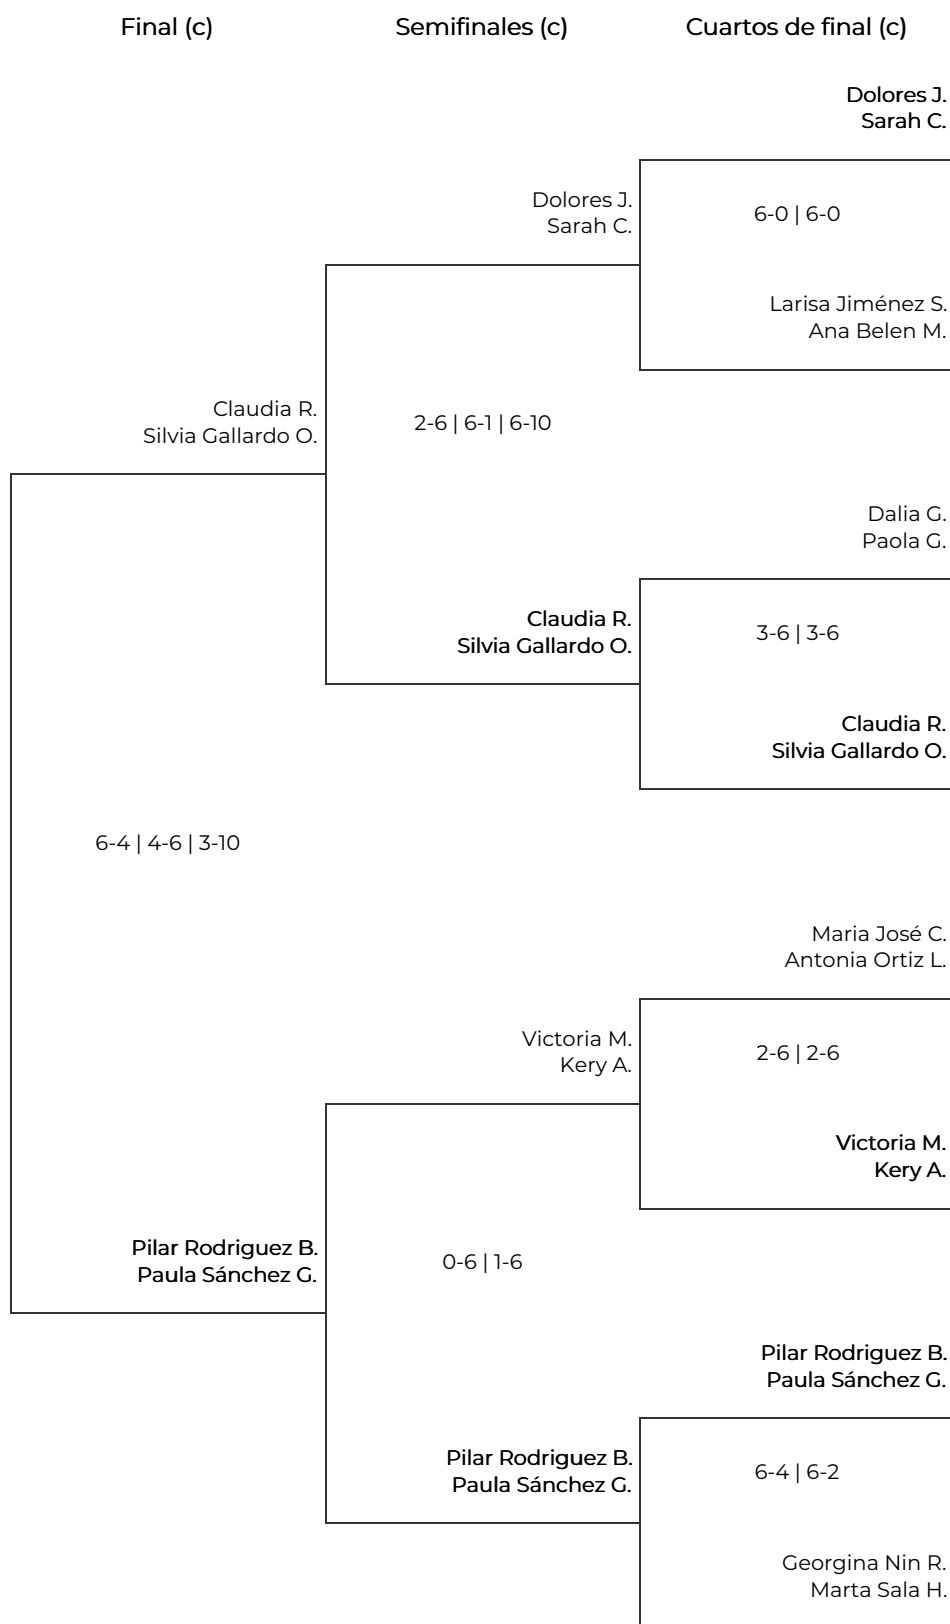 Final (c)
Semifinales (c)
Cuartos de final (c)
Dolores J.
Sarah C.
Dolores J.
Sarah C.
6-0 | 6-0
Larisa Jiménez S.
Ana Belen M.
Claudia R.
Silvia Gallardo O.
2-6 | 6-1 | 6-10
Dalia G.
Paola G.
Claudia R.
Silvia Gallardo O.
3-6 | 3-6
Claudia R.
Silvia Gallardo O.
6-4 | 4-6 | 3-10
Maria José C.
Antonia Ortiz L.
Victoria M.
Kery A.
2-6 | 2-6
Victoria M.
Kery A.
Pilar Rodriguez B.
Paula Sánchez G.
0-6 | 1-6
Pilar Rodriguez B.
Paula Sánchez G.
Pilar Rodriguez B.
Paula Sánchez G.
6-4 | 6-2
Georgina Nin R.
Marta Sala H.